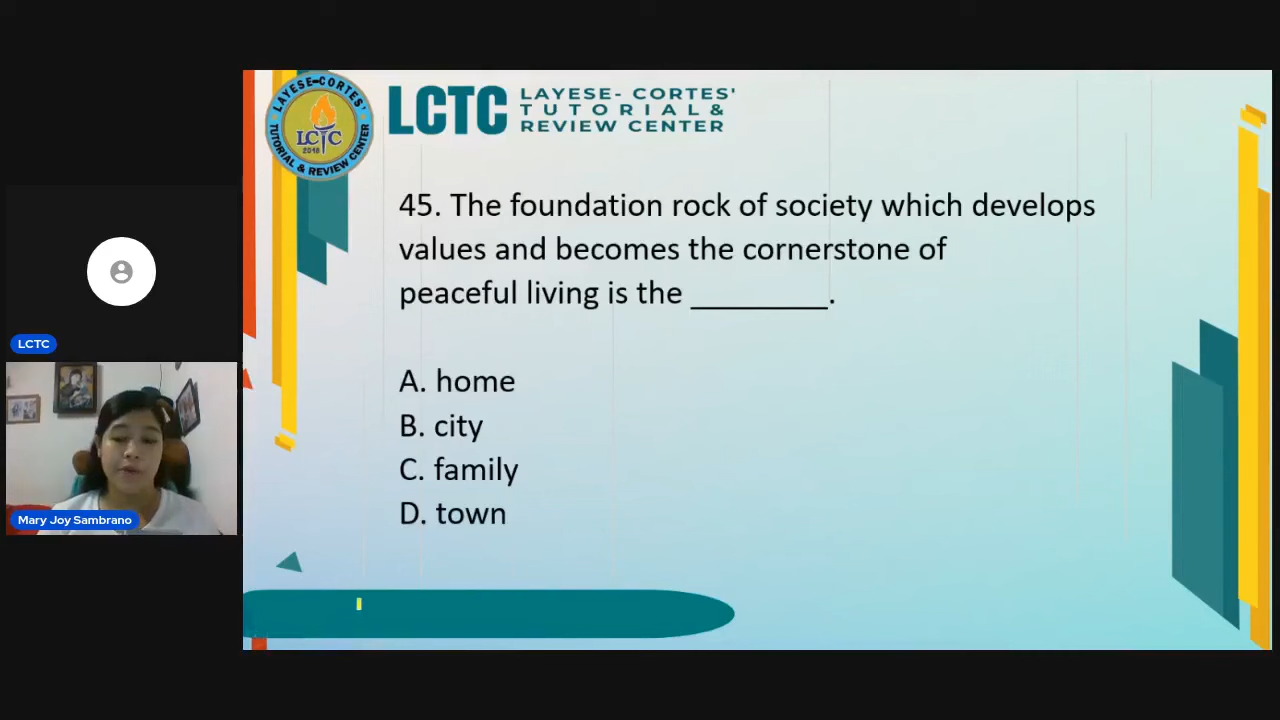 LAYESE-CORTES'
LCTC
2018
TUTORIAL & REVIEW CENTER
LCTC
LAYESE- CORTES'
TUTORIAL &
REVIEW CENTER
45. The foundation rock of society which develops
values and becomes the cornerstone of
peaceful living is the ________.
A. home
B. city
C. family
D. town
LCTC
Mary Joy Sambrano